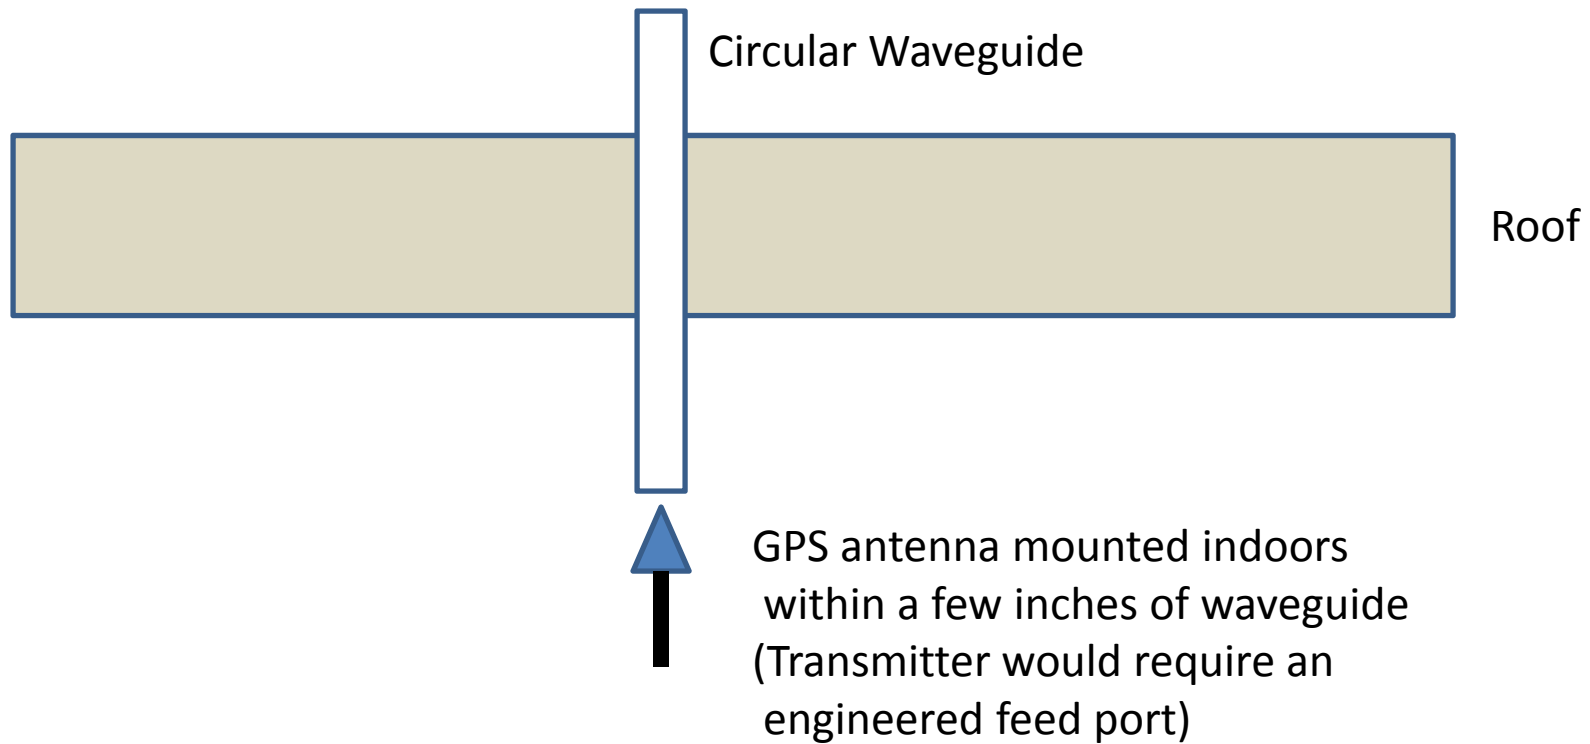 Circular Waveguide
Roof
GPS antenna mounted indoors
within a few inches of waveguide
(Transmitter would require an
engineered feed port)